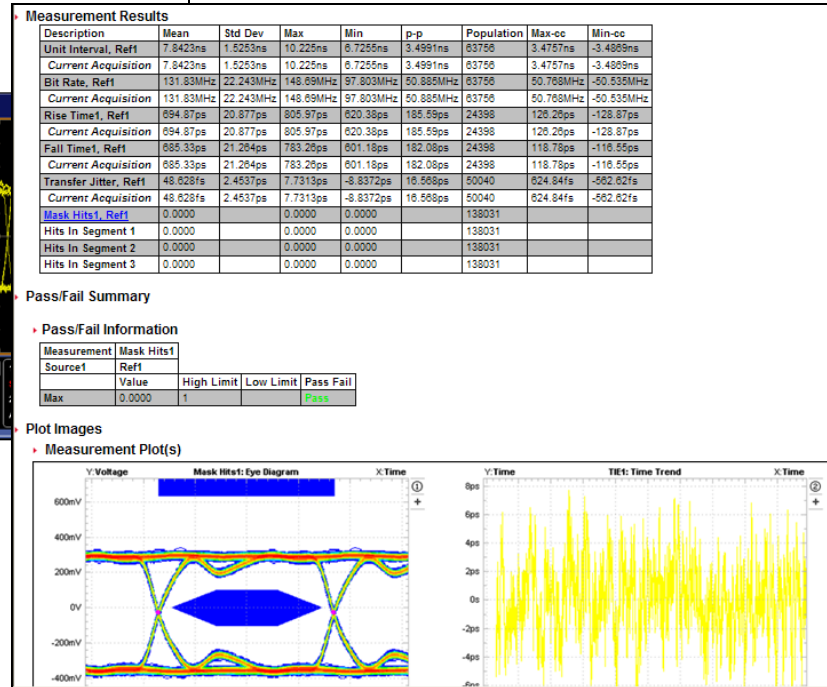 Measurement Results
Description Mean Std Dev Max Min p-p Population Max-cc Min-cc
Unit Interval, Ref1 7.8423ns 1.5253ns 10.225ns 6.7255ns 3.4991ns 63756 3.4757ns -3.4869ns
Current Acquisition 7.8423ns 1.5253ns 10.225ns 6.7255ns 3.4991ns 63756 3.4757ns -3.4869ns
Bit Rate, Ref1 131.83MHz 22.243MHz 148.69MHz 97.803MHz 50.885MHz 63756 50.768MHz -50.535MHz
Current Acquisition 131.83MHz 22.243MHz 148.69MHz 97.803MHz 50.885MHz 63756 50.768MHz -50.535MHz
Rise Time1, Ref1 694.87ps 20.877ps 805.97ps 620.38ps 185.59ps 24398 126.26ps -128.87ps
Current Acquisition 694.87ps 20.877ps 805.97ps 620.38ps 185.59ps 24398 126.26ps -128.87ps
Fall Time1, Ref1 685.33ps 21.264ps 783.26ps 601.18ps 182.08ps 24398 118.78ps -116.55ps
Current Acquisition 685.33ps 21.264ps 783.26ps 601.18ps 182.08ps 24398 118.78ps -116.55ps
Transfer Jitter, Ref1 48.628fs 2.4537ps 7.7313ps -8.8372ps 16.568ps 50040 624.84fs -562.62fs
Current Acquisition 48.628fs 2.4537ps 7.7313ps -8.8372ps 16.568ps 50040 624.84fs -562.62fs
Mask Hits1, Ref1 0.0000 0.0000 0.0000 138031
Hits In Segment 1 0.0000 0.0000 0.0000 138031
Hits In Segment 2 0.0000 0.0000 0.0000 138031
Hits In Segment 3 0.0000 0.0000 0.0000 138031
Pass/Fail Summary
Pass/Fail Information
Measurement Mask Hits1
Source1 Ref1
Value High Limit Low Limit Pass Fail
Max 0.0000 1 Pass
Plot Images
Measurement Plot(s)
Y:Voltage Mask Hits1: Eye Diagram X:Time
1
+
600mV
400mV
200mV
0V
-200mV
-400mV
Y:Time TIE1: Time Trend X:Time
2
+
8ps
6ps
4ps
2ps
0s
-2ps
-4ps
-6ps